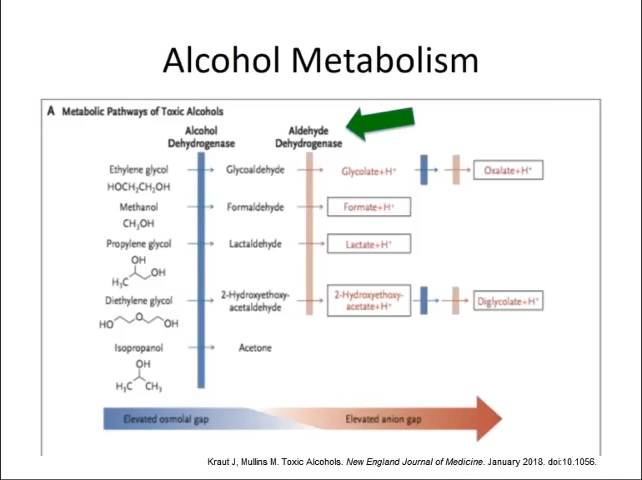 Alcohol Metabolism
A Metabolic Pathways of Toxic Alcohols
Alcohol Dehydrogenase
Aldehyde Dehydrogenase
Ethylene glycol
HOCH₂CH₂OH
Glycoaldehyde
Glycolate+H⁺
Oxalate+H⁺
Methanol
CH₃OH
Formaldehyde
Formate+H⁺
Propylene glycol
OH
OH
H₃C
Lactaldehyde
Lactate+H⁺
Diethylene glycol
O
HO
OH
2-Hydroxyethoxy-
acetaldehyde
2-Hydroxyethoxy-
acetate+H⁺
Diglycolate+H⁺
Isopropanol
OH
H₃C CH₃
Acetone
Elevated osmolal gap
Elevated anion gap
Kraut J, Mullins M. Toxic Alcohols. New England Journal of Medicine. January 2018. doi:10.1056.